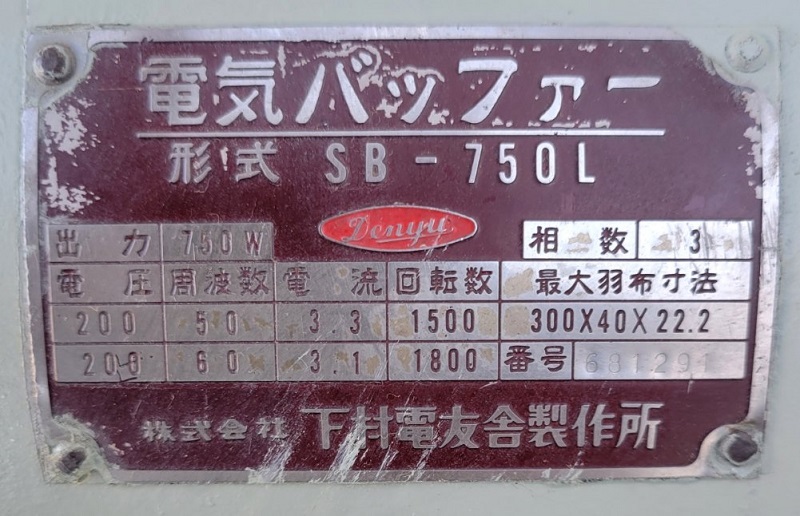 電気バッファー
形式 SB-750L
Denyu
出力 750W 相数 3
電圧 周波数 電流 回転数 最大羽布寸法
200 50 3.3 1500 300X40X22.2
200 60 3.1 1800 番号 681291
株式会社 下村電友舎製作所